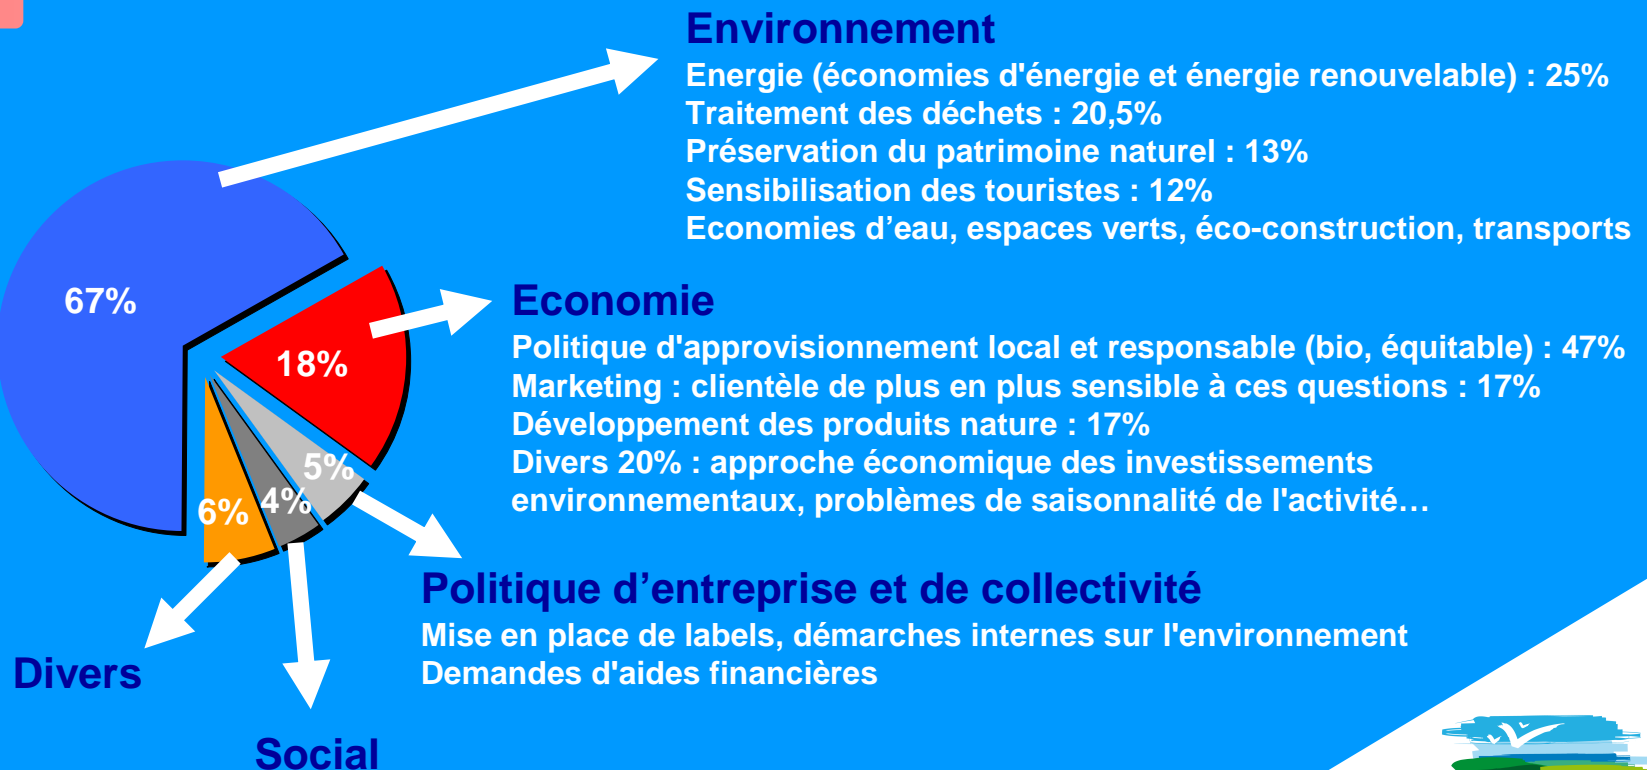 Environnement
Energie (économies d'énergie et énergie renouvelable) : 25%
Traitement des déchets : 20,5%
Préservation du patrimoine naturel : 13%
Sensibilisation des touristes : 12%
Economies d’eau, espaces verts, éco-construction, transports
67%
18%
5%
4%
6%
Economie
Politique d'approvisionnement local et responsable (bio, équitable) : 47%
Marketing : clientèle de plus en plus sensible à ces questions : 17%
Développement des produits nature : 17%
Divers 20% : approche économique des investissements
environnementaux, problèmes de saisonnalité de l'activité…
Politique d’entreprise et de collectivité
Mise en place de labels, démarches internes sur l'environnement
Demandes d'aides financières
Divers
Social